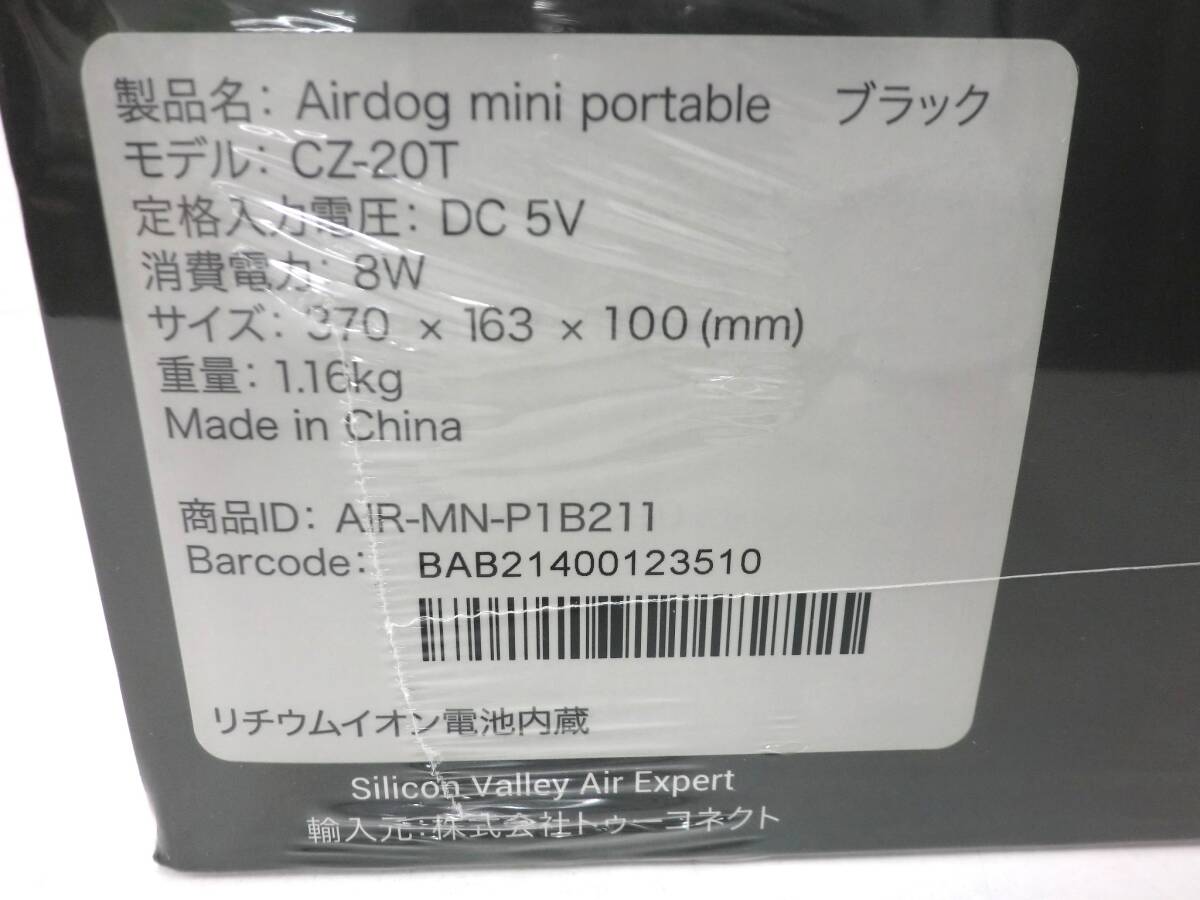 製品名: Airdog mini portable ブラック
モデル: CZ-20T
定格入力電圧: DC 5V
消費電力: 8W
サイズ: 370 × 163 × 100 (mm)
重量: 1.16kg
Made in China
商品ID: AIR-MN-P1B211
Barcode: BAB21400123510
リチウムイオン電池内蔵
Silicon Valley Air Expert
輸入元:株式会社トゥーコネクト